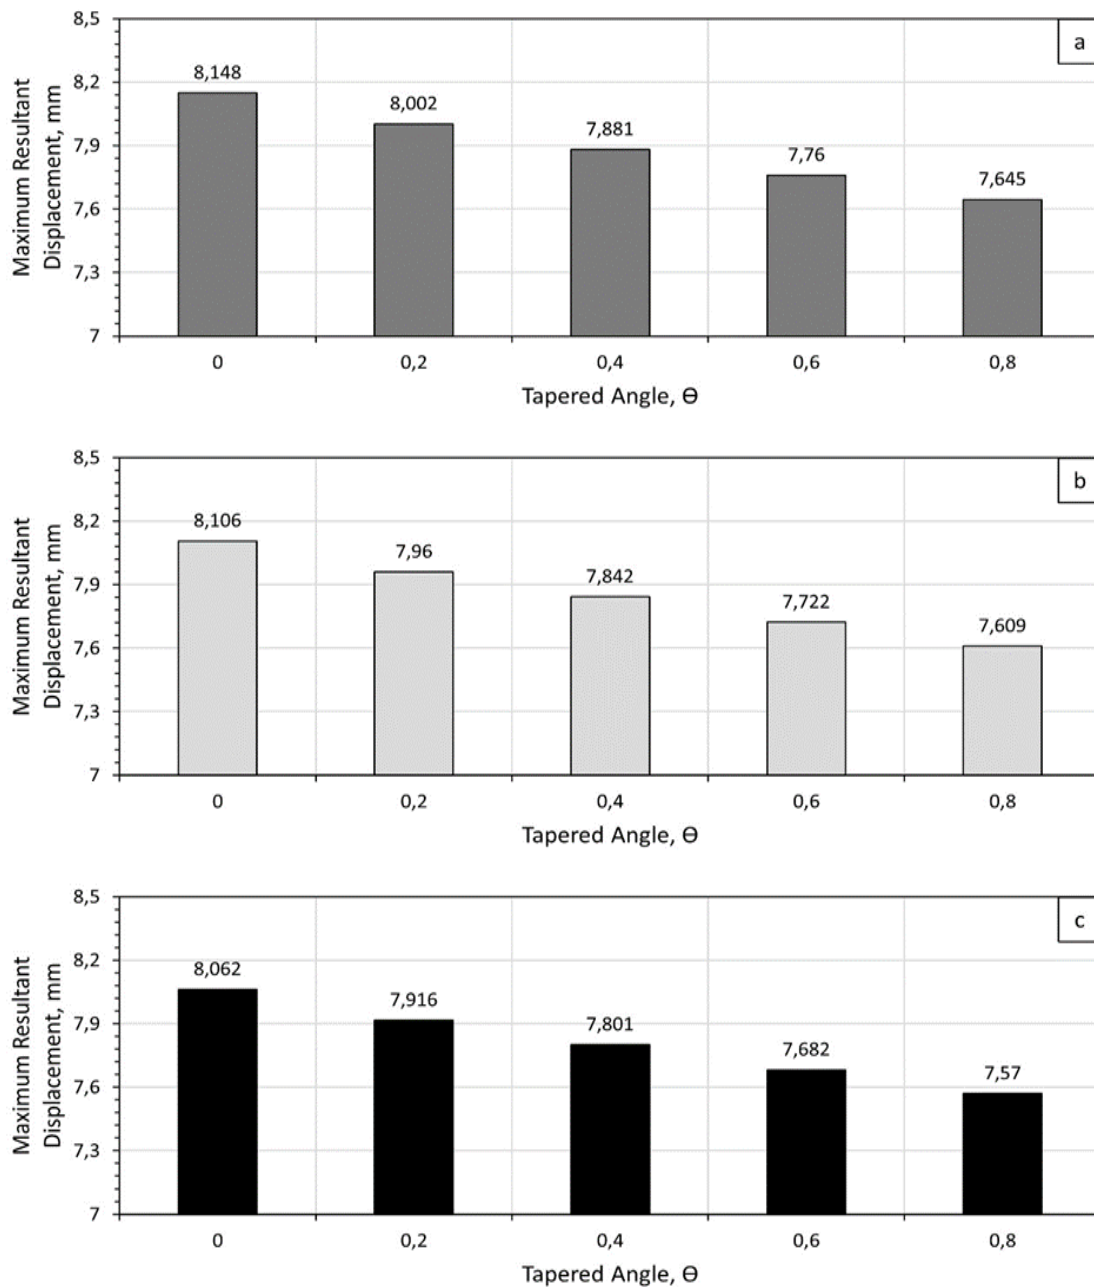 a
Maximum Resultant
Displacement, mm
8,5
8,2
7,9
7,6
7,3
7
8,148
8,002
7,881
7,76
7,645
0 0,2 0,4 0,6 0,8
Tapered Angle, ϴ
b
Maximum Resultant
Displacement, mm
8,5
8,2
7,9
7,6
7,3
7
8,106
7,96
7,842
7,722
7,609
0 0,2 0,4 0,6 0,8
Tapered Angle, ϴ
c
Maximum Resultant
Displacement, mm
8,5
8,2
7,9
7,6
7,3
7
8,062
7,916
7,801
7,682
7,57
0 0,2 0,4 0,6 0,8
Tapered Angle, ϴ